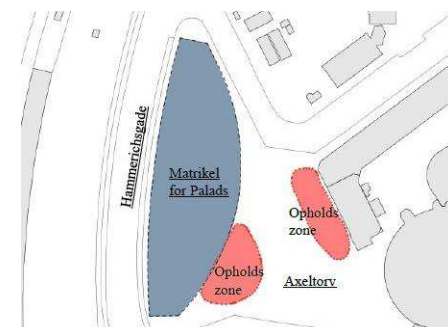 Hammerichsgade
Matrikel
for Palads
Opholds
zone
Opholds
zone
Axeltorv